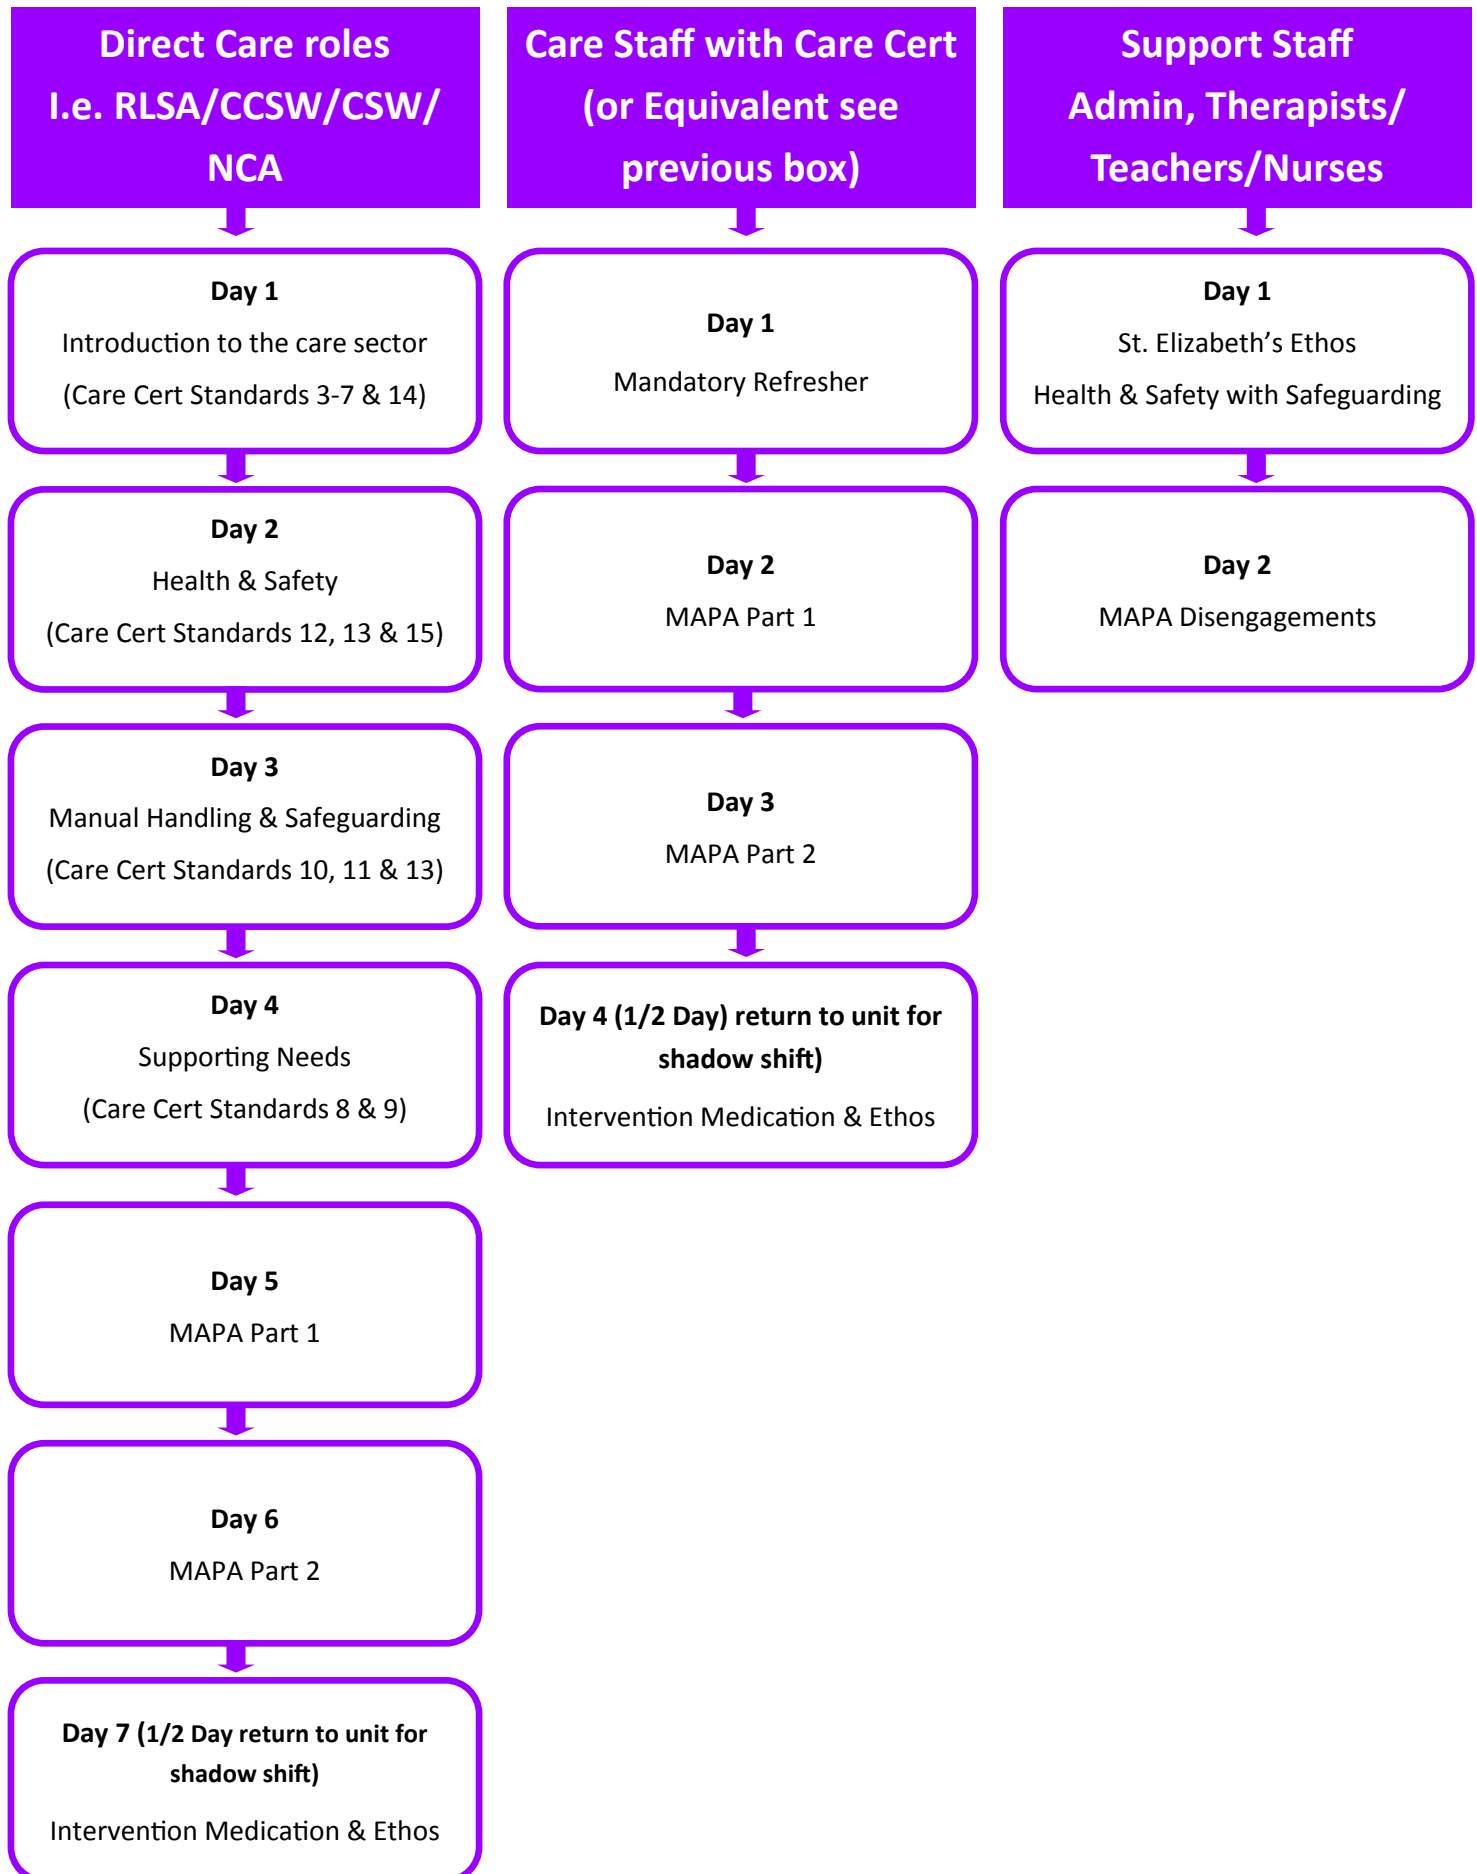 Direct Care roles
I.e. RLSA/CCSW/CSW/
NCA
Day 1
Introduction to the care sector
(Care Cert Standards 3-7 & 14)
Day 2
Health & Safety
(Care Cert Standards 12, 13 & 15)
Day 3
Manual Handling & Safeguarding
(Care Cert Standards 10, 11 & 13)
Day 4
Supporting Needs
(Care Cert Standards 8 & 9)
Day 5
MAPA Part 1
Day 6
MAPA Part 2
Day 7 (1/2 Day return to unit for
shadow shift)
Intervention Medication & Ethos
Care Staff with Care Cert
(or Equivalent see
previous box)
Day 1
Mandatory Refresher
Day 2
MAPA Part 1
Day 3
MAPA Part 2
Day 4 (1/2 Day) return to unit for
shadow shift)
Intervention Medication & Ethos
Support Staff
Admin, Therapists/
Teachers/Nurses
Day 1
St. Elizabeth’s Ethos
Health & Safety with Safeguarding
Day 2
MAPA Disengagements